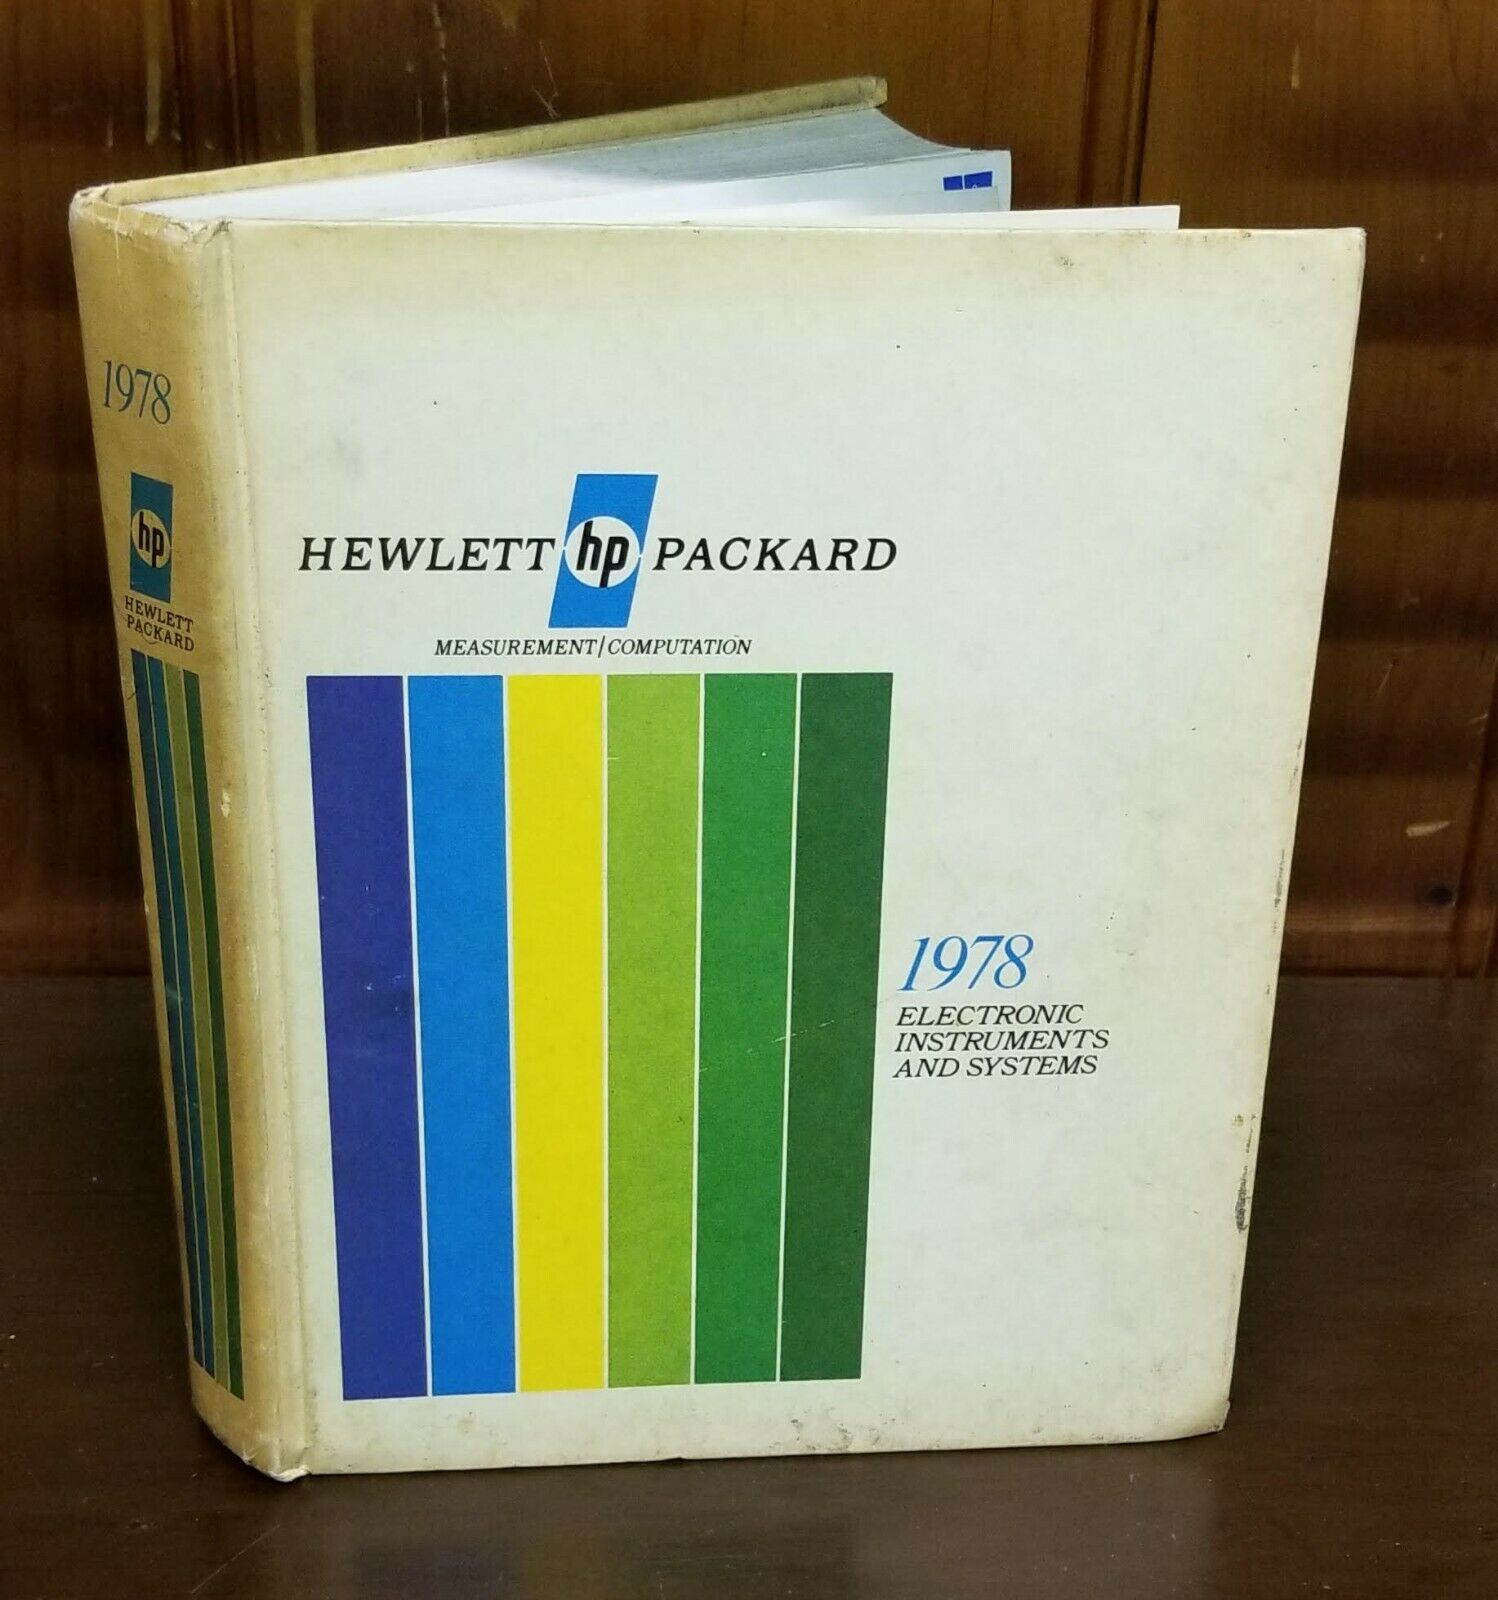 1978
hp
HEWLETT
PACKARD
HEWLETT hp PACKARD
MEASUREMENT/COMPUTATION
1978
ELECTRONIC
INSTRUMENTS
AND SYSTEMS